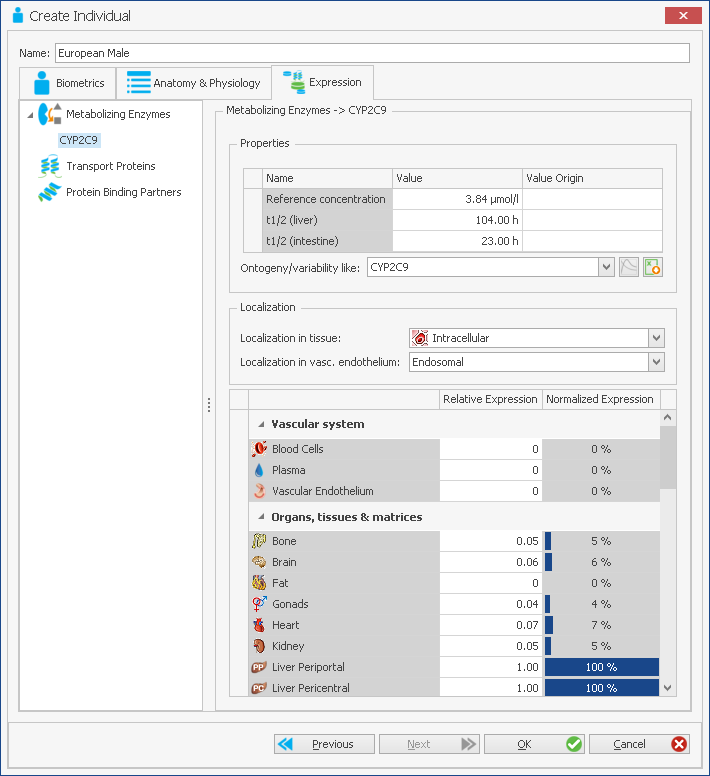 Create Individual
Name: European Male
Biometrics Anatomy & Physiology Expression
Metabolizing Enzymes
CYP2C9
Transport Proteins
Protein Binding Partners
Metabolizing Enzymes -> CYP2C9
Properties
Name Value Value Origin
Reference concentration 3.84 µmol/l
t1/2 (liver) 104.00 h
t1/2 (intestine) 23.00 h
Ontogeny/variability like: CYP2C9
Localization
Localization in tissue: Intracellular
Localization in vasc. endothelium: Endosomal
Relative Expression Normalized Expression
Vascular system
Blood Cells 0 0 %
Plasma 0 0 %
Vascular Endothelium 0 0 %
Organs, tissues & matrices
Bone 0.05 5 %
Brain 0.06 6 %
Fat 0 0 %
Gonads 0.04 4 %
Heart 0.07 7 %
Kidney 0.05 5 %
PP Liver Periportal 1.00 100 %
PC Liver Pericentral 1.00 100 %
Previous Next OK Cancel